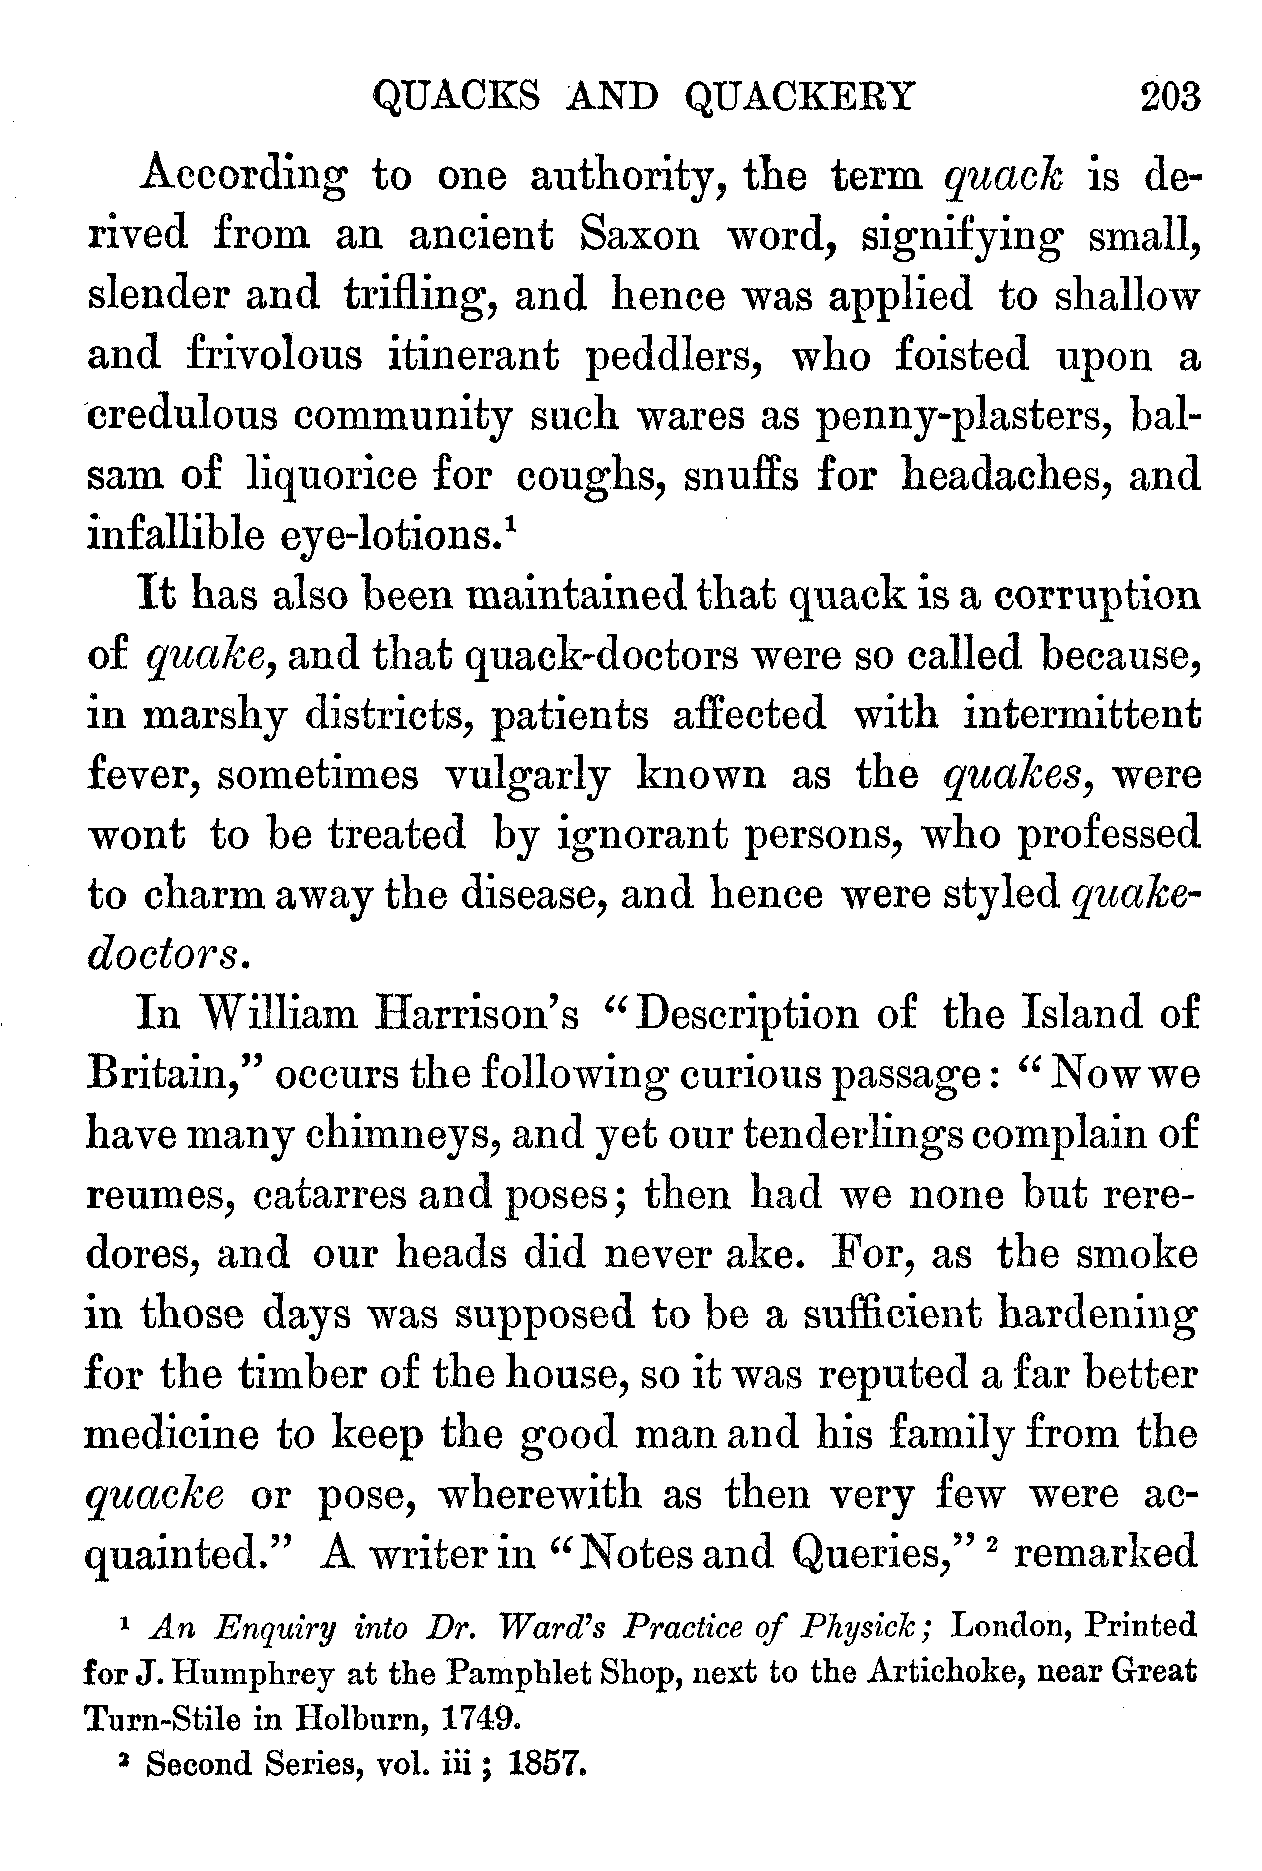 QUACKS AND QUACKERY 203
According to one authority, the term quack is de-
rived from an ancient Saxon word, signifying small,
slender and trifling, and hence was applied to shallow
and frivolous itinerant peddlers, who foisted upon a
credulous community such wares as penny-plasters, bal-
sam of liquorice for coughs, snuffs for headaches, and
infallible eye-lotions.¹
It has also been maintained that quack is a corruption
of quake, and that quack-doctors were so called because,
in marshy districts, patients affected with intermittent
fever, sometimes vulgarly known as the quakes, were
wont to be treated by ignorant persons, who professed
to charm away the disease, and hence were styled quake-
doctors.
In William Harrison's "Description of the Island of
Britain," occurs the following curious passage: "Now we
have many chimneys, and yet our tenderlings complain of
reumes, catarres and poses; then had we none but rere-
dores, and our heads did never ake. For, as the smoke
in those days was supposed to be a sufficient hardening
for the timber of the house, so it was reputed a far better
medicine to keep the good man and his family from the
quacke or pose, wherewith as then very few were ac-
quainted." A writer in "Notes and Queries," ² remarked
¹ An Enquiry into Dr. Ward's Practice of Physick; London, Printed
for J. Humphrey at the Pamphlet Shop, next to the Artichoke, near Great
Turn-Stile in Holburn, 1749.
² Second Series, vol. iii; 1857.